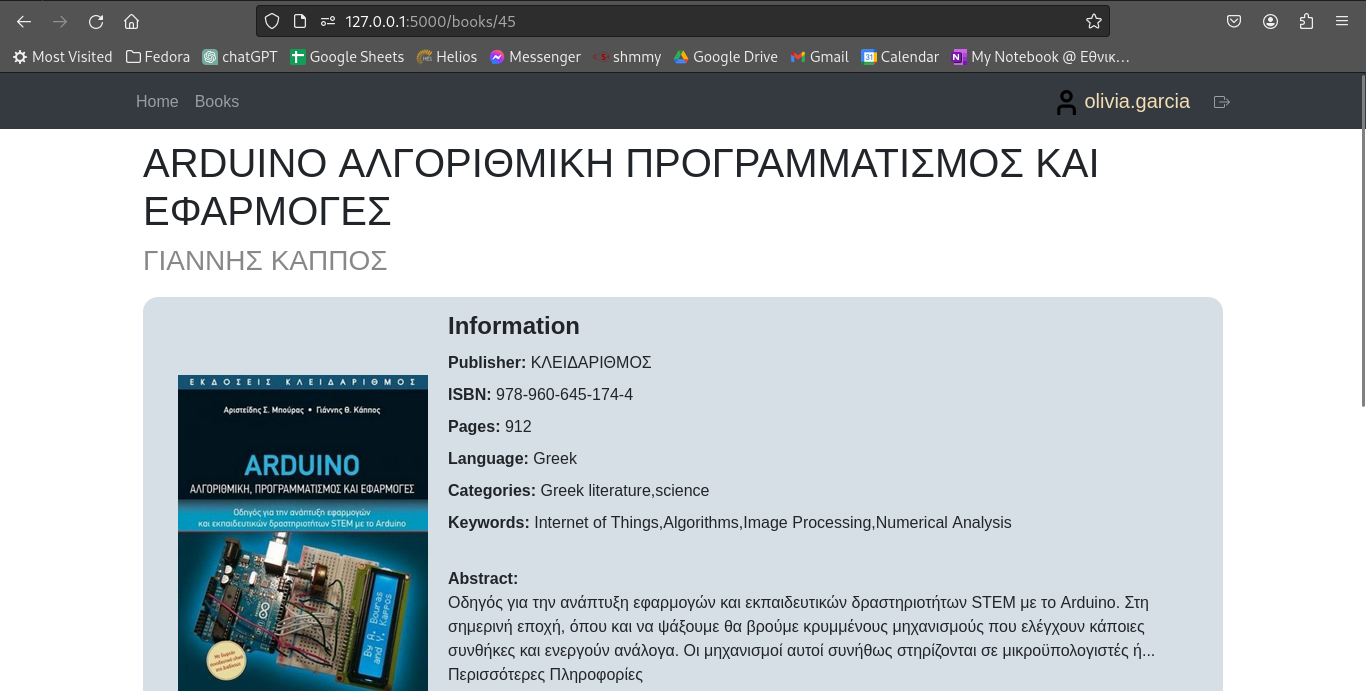 127.0.0.1:5000/books/45
Most Visited Fedora chatGPT Google Sheets Helios Messenger shmmy Google Drive Gmail Calendar My Notebook @ Εθνικ…
Home Books olivia.garcia
ARDUINO ΑΛΓΟΡΙΘΜΙΚΗ ΠΡΟΓΡΑΜΜΑΤΙΣΜΟΣ ΚΑΙ
ΕΦΑΡΜΟΓΕΣ
ΓΙΑΝΝΗΣ ΚΑΠΠΟΣ
Information
Publisher: ΚΛΕΙΔΑΡΙΘΜΟΣ
ISBN: 978-960-645-174-4
Pages: 912
Language: Greek
Categories: Greek literature,science
Keywords: Internet of Things,Algorithms,Image Processing,Numerical Analysis
Abstract:
Οδηγός για την ανάπτυξη εφαρμογών και εκπαιδευτικών δραστηριοτήτων STEM με το Arduino. Στη
σημερινή εποχή, όπου και να ψάξουμε θα βρούμε κρυμμένους μηχανισμούς που ελέγχουν κάποιες
συνθήκες και ενεργούν ανάλογα. Οι μηχανισμοί αυτοί συνήθως στηρίζονται σε μικροϋπολογιστές ή...
Περισσότερες Πληροφορίες
ΕΚΔΟΣΕΙΣ ΚΛΕΙΔΑΡΙΘΜΟΣ
Αριστείδης Σ. Μπούρας • Γιάννης Θ. Κάππος
ARDUINO
ΑΛΓΟΡΙΘΜΙΚΗ, ΠΡΟΓΡΑΜΜΑΤΙΣΜΟΣ ΚΑΙ ΕΦΑΡΜΟΓΕΣ
Οδηγός για την ανάπτυξη εφαρμογών
και εκπαιδευτικών δραστηριοτήτων STEM με το Arduino
By A. Bouras
and Y. Kappos